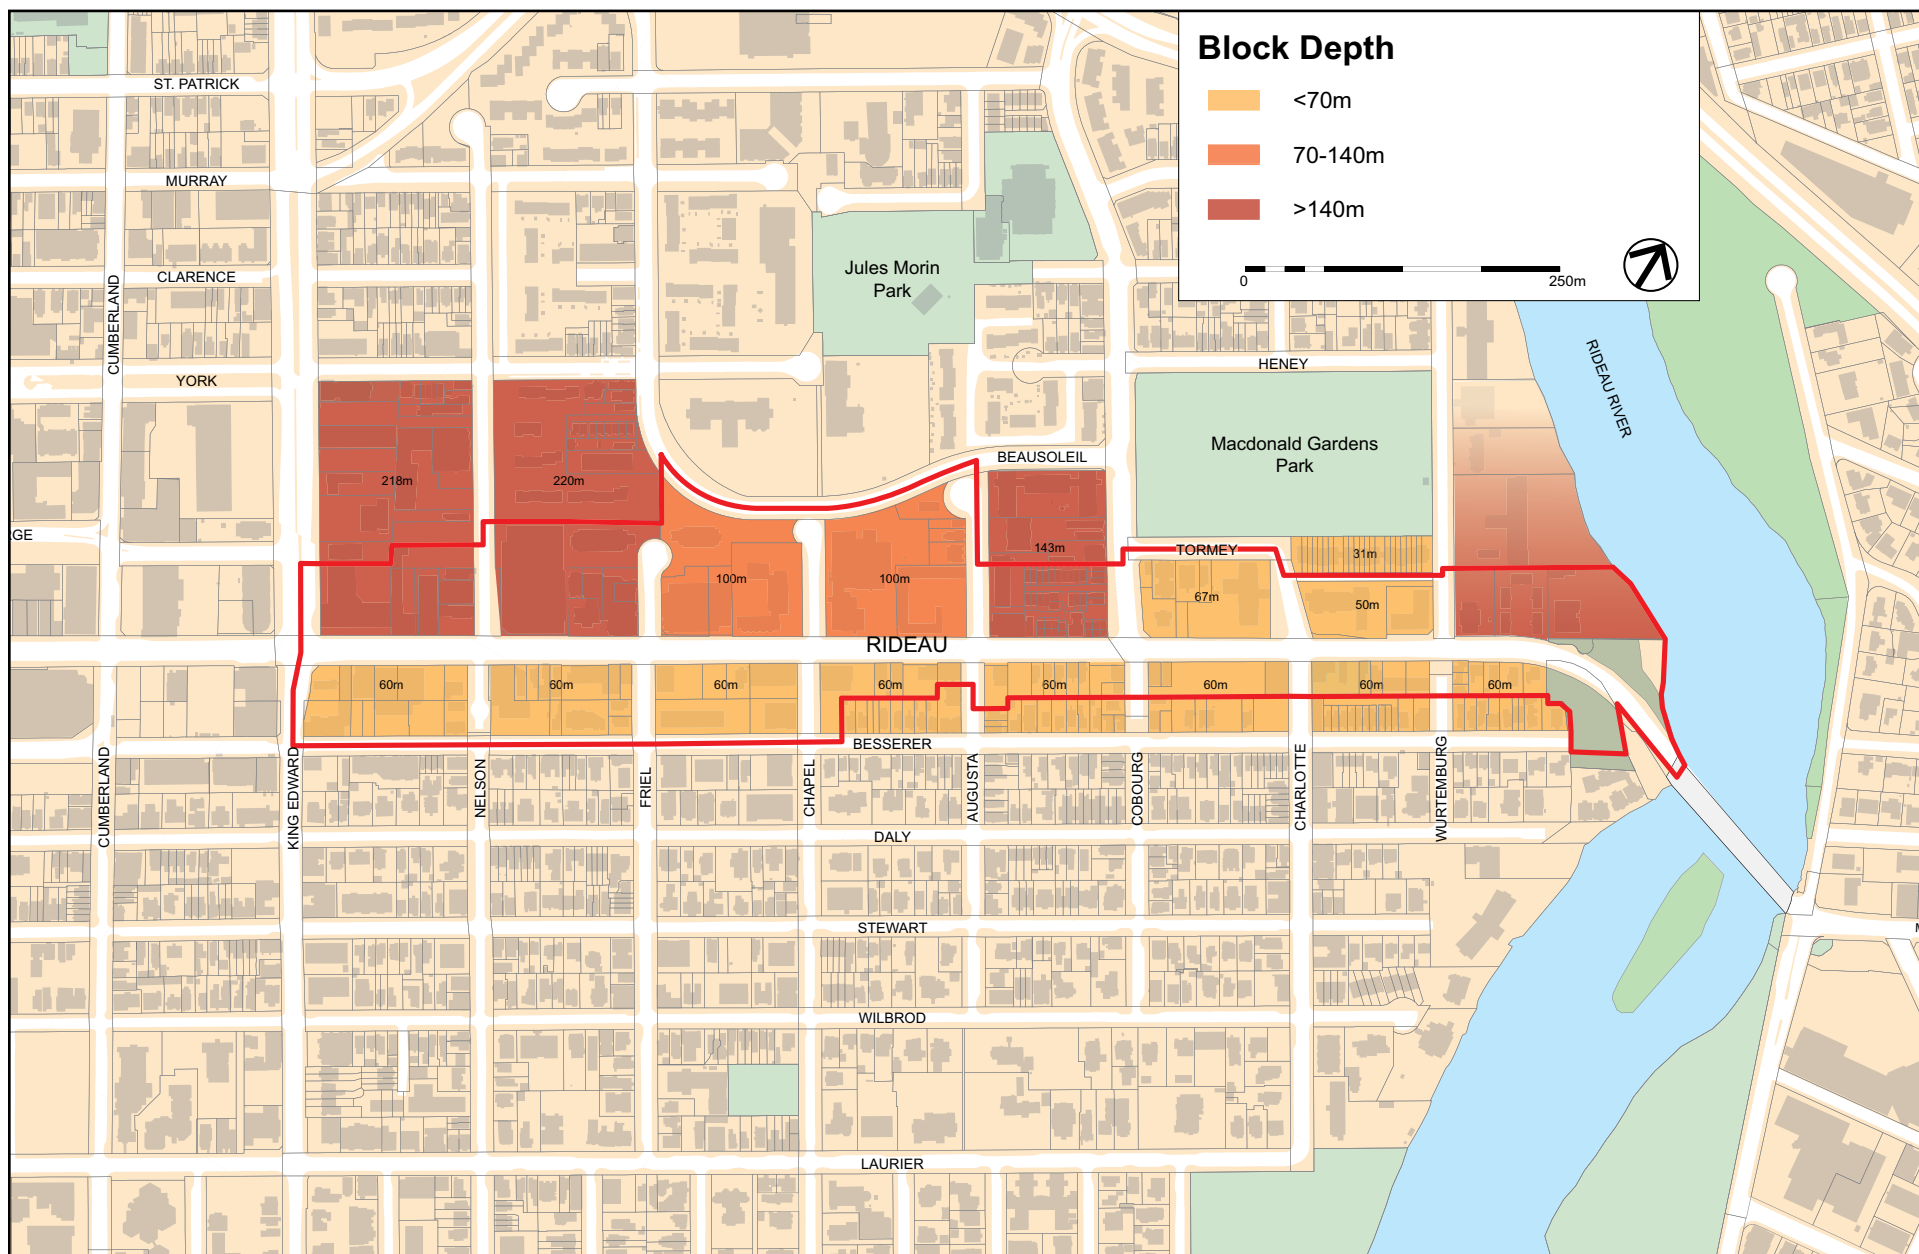 Block Depth
<70m
70-140m
>140m
0
250m
ST. PATRICK
MURRAY
CLARENCE
CUMBERLAND
YORK
RGE
Jules Morin
Park
HENEY
RIDEAU RIVER
Macdonald Gardens
Park
BEAUSOLEIL
218m
220m
143m
TORMEY
31m
100m
100m
67m
50m
RIDEAU
60m
60m
60m
60m
60m
60m
60m
60m
BESSERER
CUMBERLAND
KING EDWARD
NELSON
FRIEL
CHAPEL
AUGUSTA
COBOURG
CHARLOTTE
WURTEMBURG
DALY
STEWART
WILBROD
LAURIER